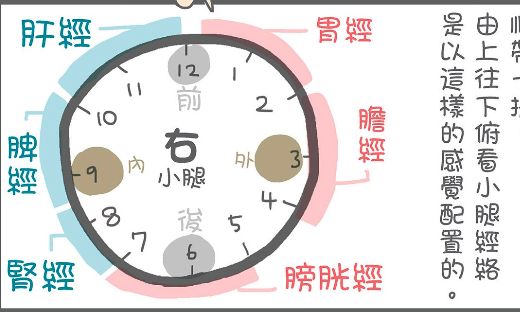 由上往下俯看小腿經絡
是以這樣的感覺配置的。
肝經
胃經
脾經
膽經
腎經
膀胱經
12
1
2
3
4
5
6
7
8
9
10
11
前
內
外
後
右
小腿